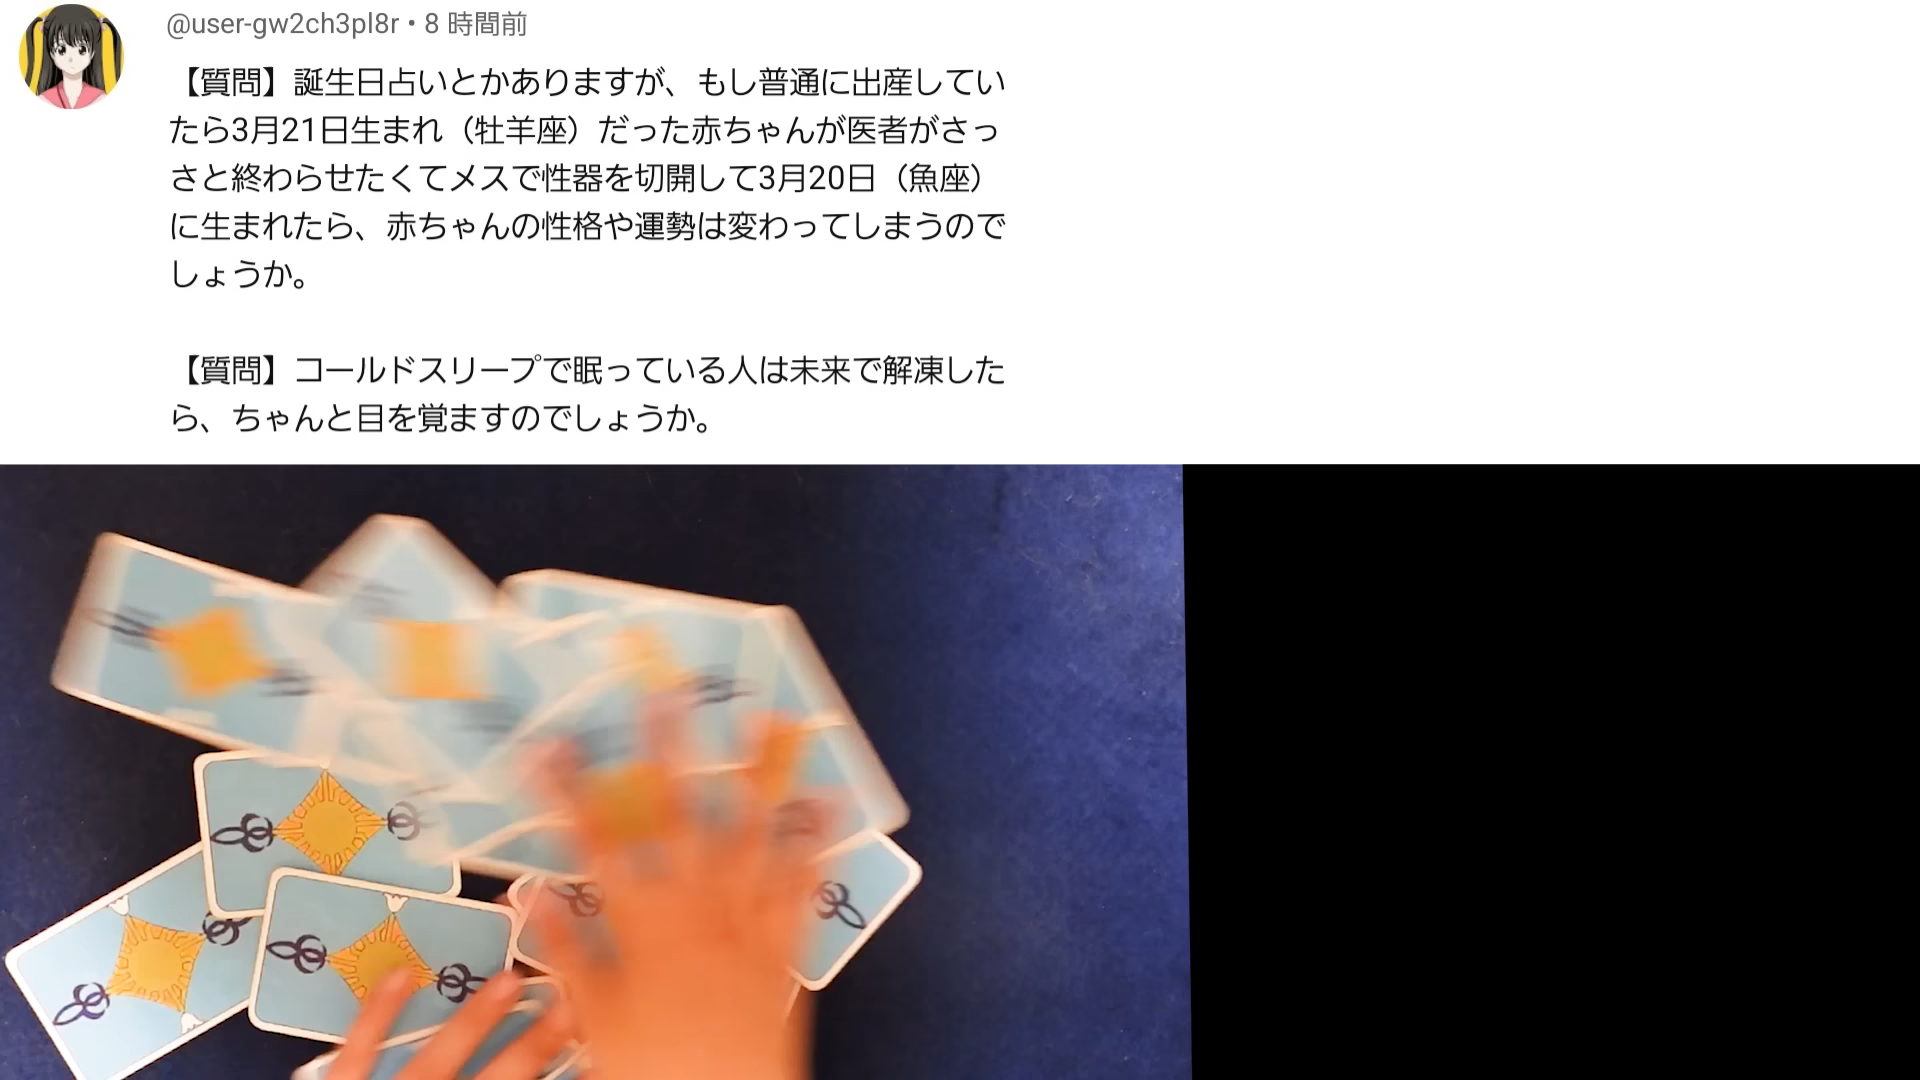 @user-gw2ch3pl8r • 8 時間前
【質問】誕生日占いとかありますが、もし普通に出産してい
たら3月21日生まれ（牡羊座）だった赤ちゃんが医者がさっ
さと終わらせたくてメスで性器を切開して3月20日（魚座）
に生まれたら、赤ちゃんの性格や運勢は変わってしまうので
しょうか。
【質問】コールドスリープで眠っている人は未来で解凍した
ら、ちゃんと目を覚ますのでしょうか。